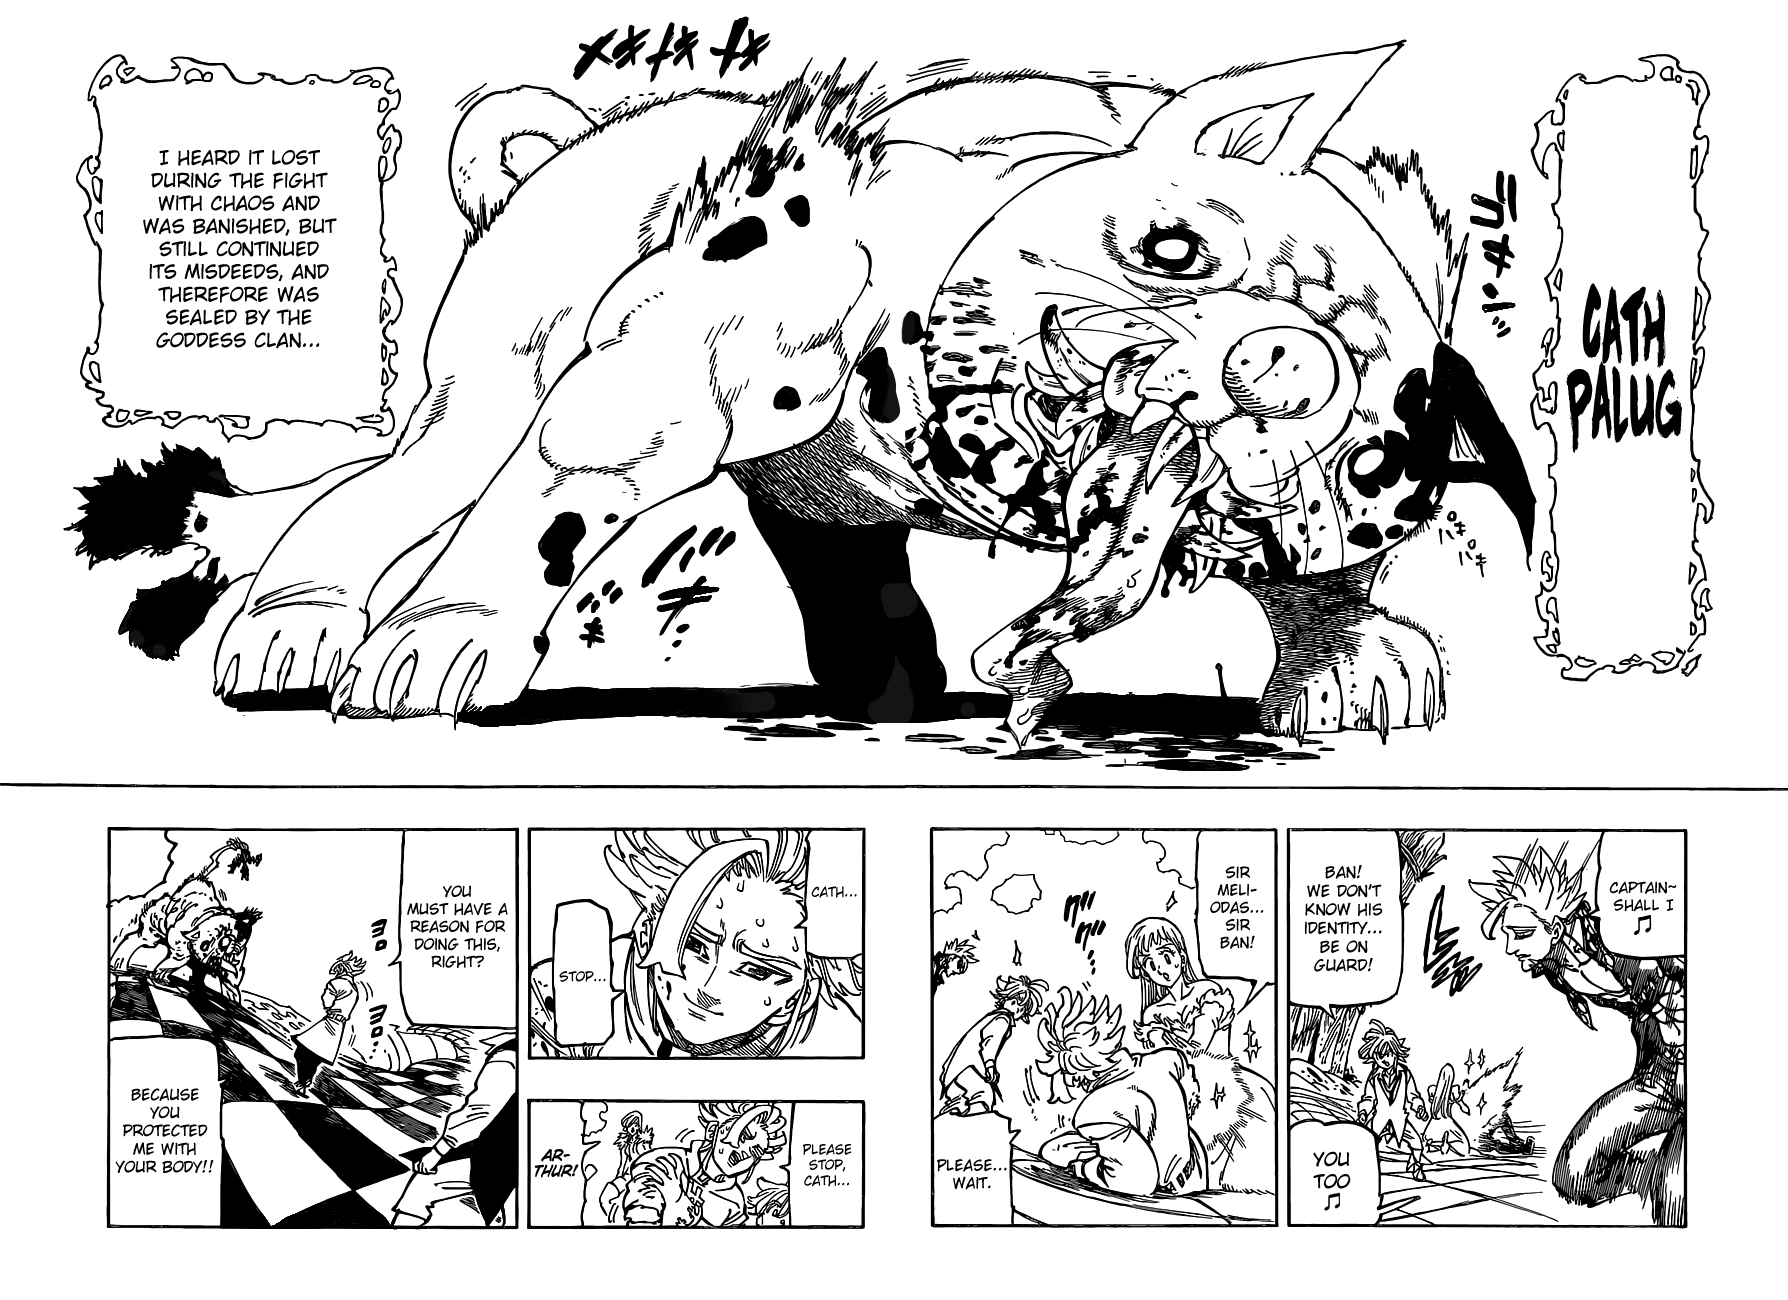 CATH
PALUG
I HEARD IT LOST
DURING THE FIGHT
WITH CHAOS AND
WAS BANISHED, BUT
STILL CONTINUED
ITS MISDEEDS, AND
THEREFORE WAS
SEALED BY THE
GODDESS CLAN...
CAPTAIN~
SHALL I
♫
BAN!
WE DON'T
KNOW HIS
IDENTITY...
BE ON
GUARD!
YOU
TOO
♫
SIR
MELI-
ODAS...
SIR
BAN!
PLEASE...
WAIT.
CATH...
STOP...
PLEASE
STOP,
CATH...
AR-
THUR!
YOU
MUST HAVE A
REASON FOR
DOING THIS,
RIGHT?
BECAUSE
YOU
PROTECTED
ME WITH
YOUR BODY!!